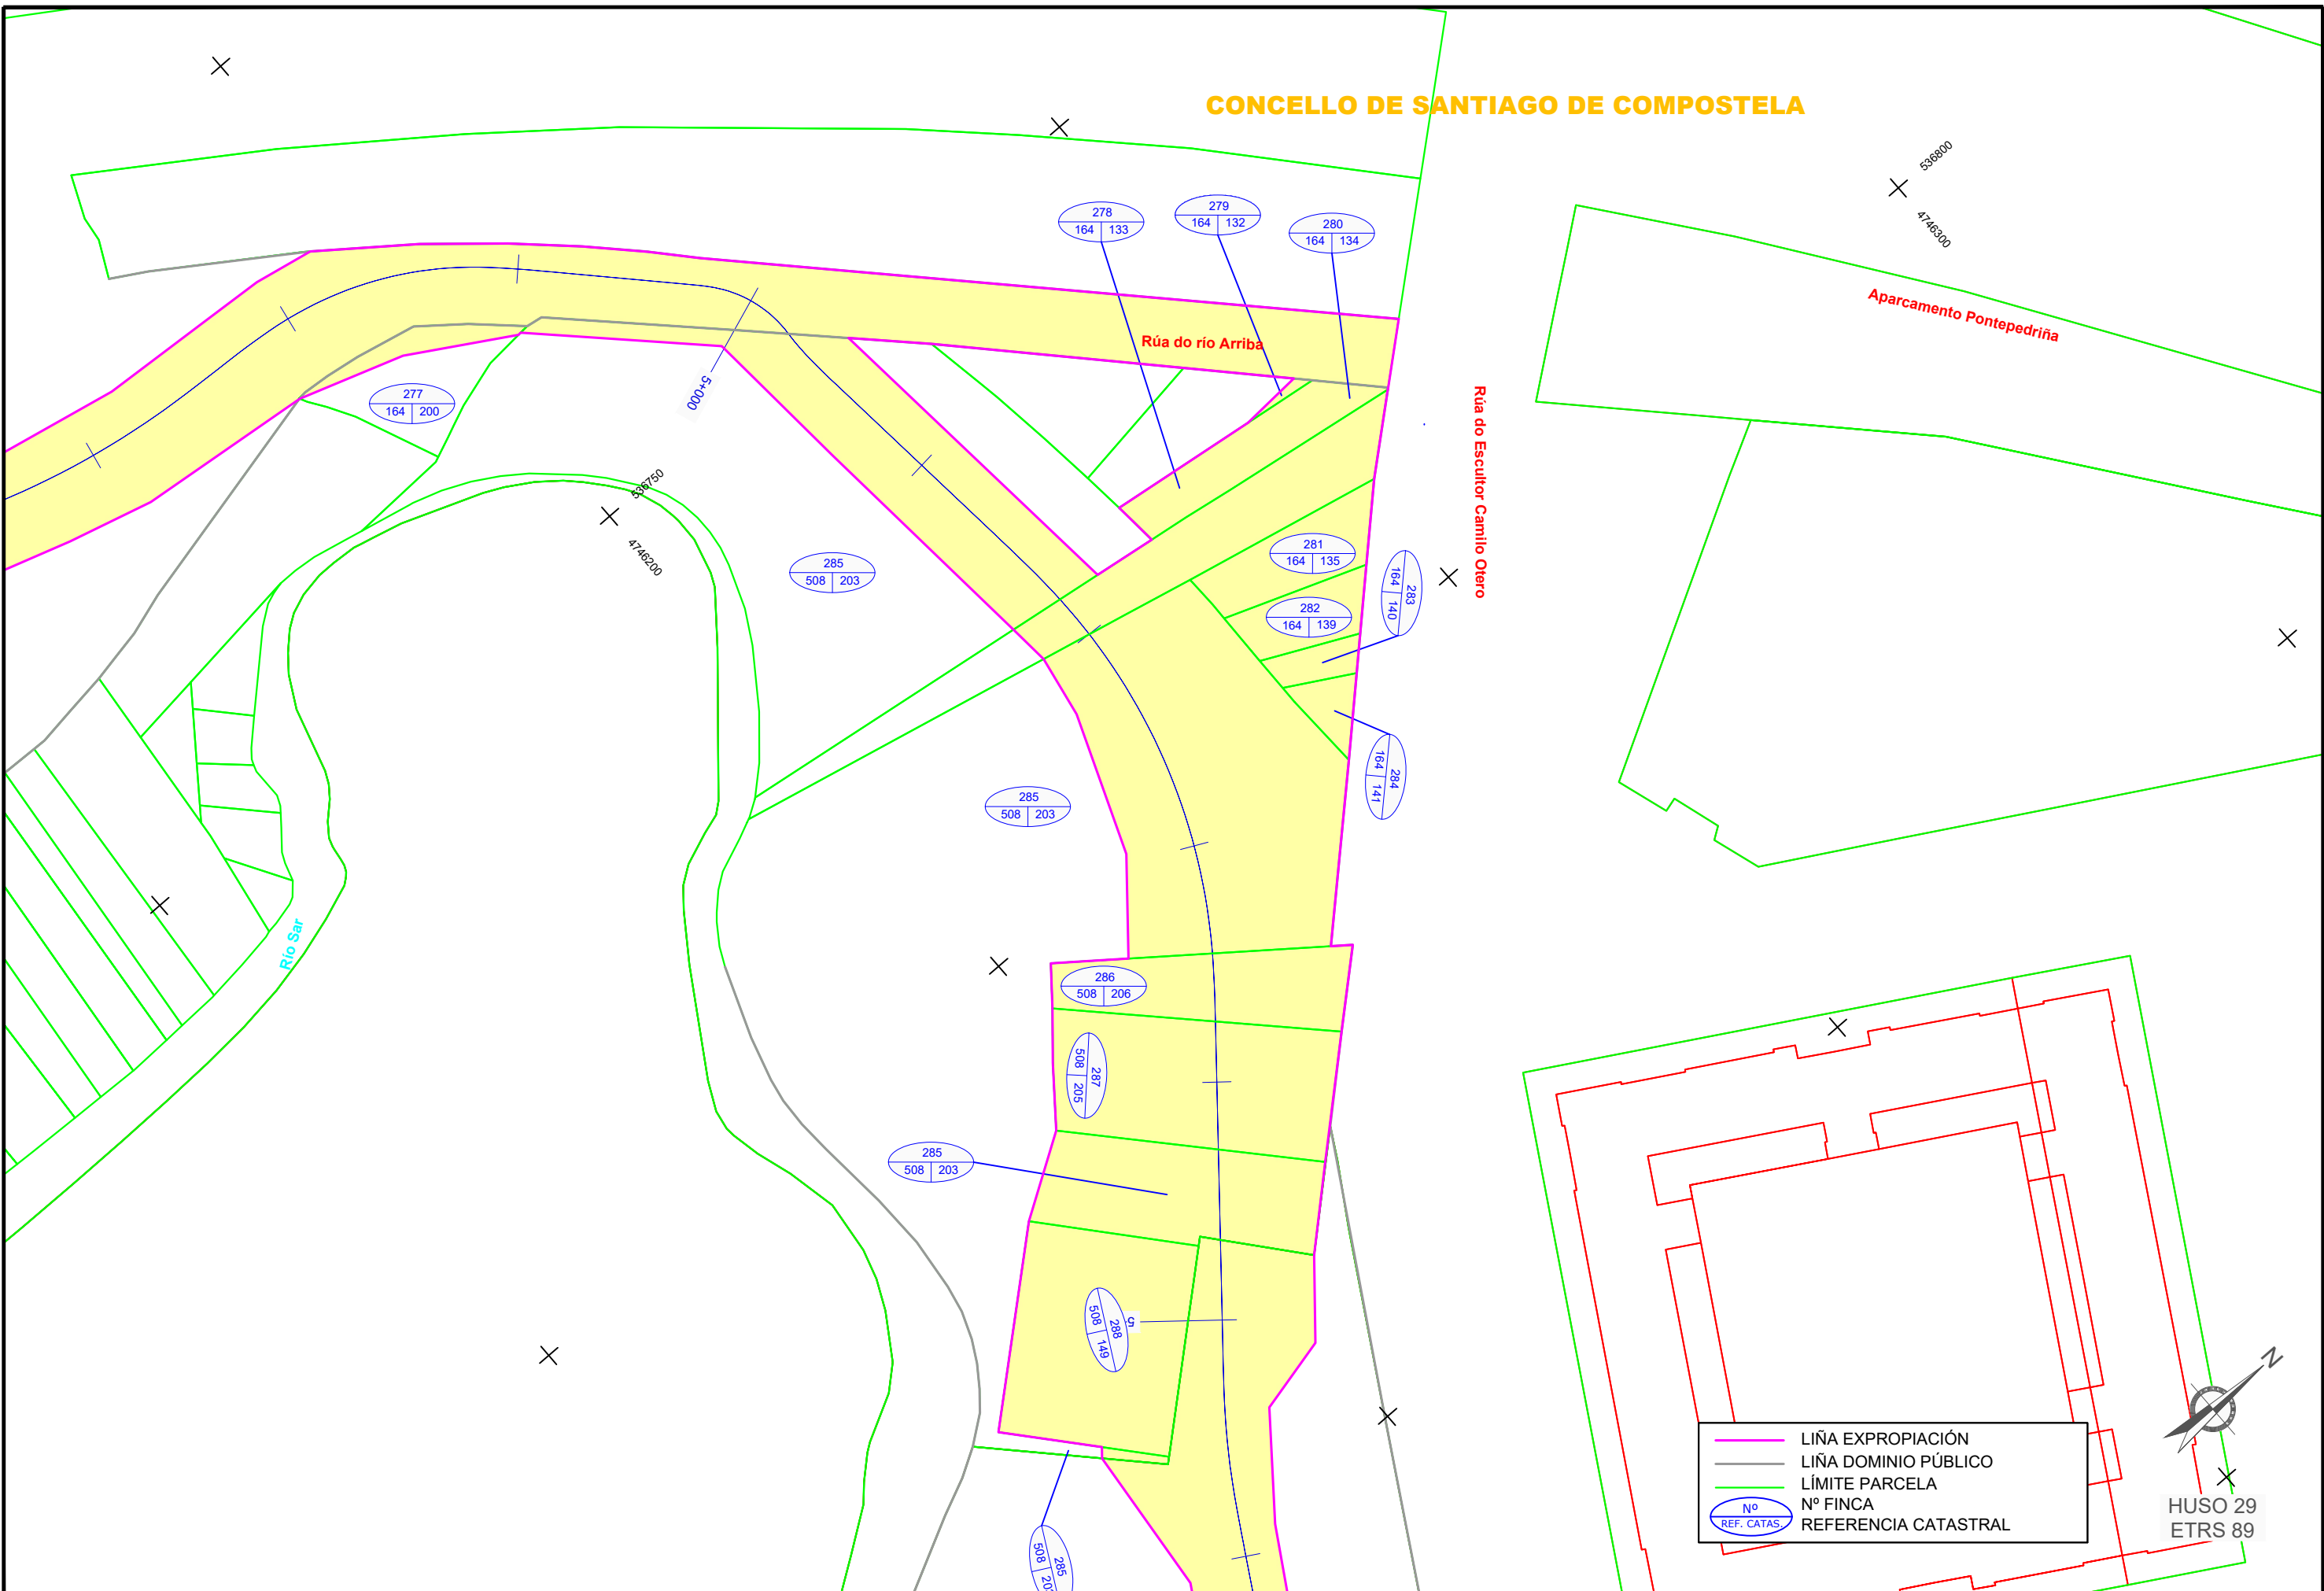 CONCELLO DE SANTIAGO DE COMPOSTELA
536800
4746300
278
164 133
279
164 132
280
164 134
Aparcamento Pontepedriña
Rúa do río Arriba
277
164 200
5+000
Rúa do Escultor Camilo Otero
536750
4746200
285
508 203
281
164 135
283
164 140
282
164 139
284
164 141
285
508 203
Río Sar
286
508 206
287
508 205
285
508 203
288
508 149
5
285
508
N
LIÑA EXPROPIACIÓN
LIÑA DOMINIO PÚBLICO
LÍMITE PARCELA
Nº
REF. CATAS.
Nº FINCA
REFERENCIA CATASTRAL
HUSO 29
ETRS 89